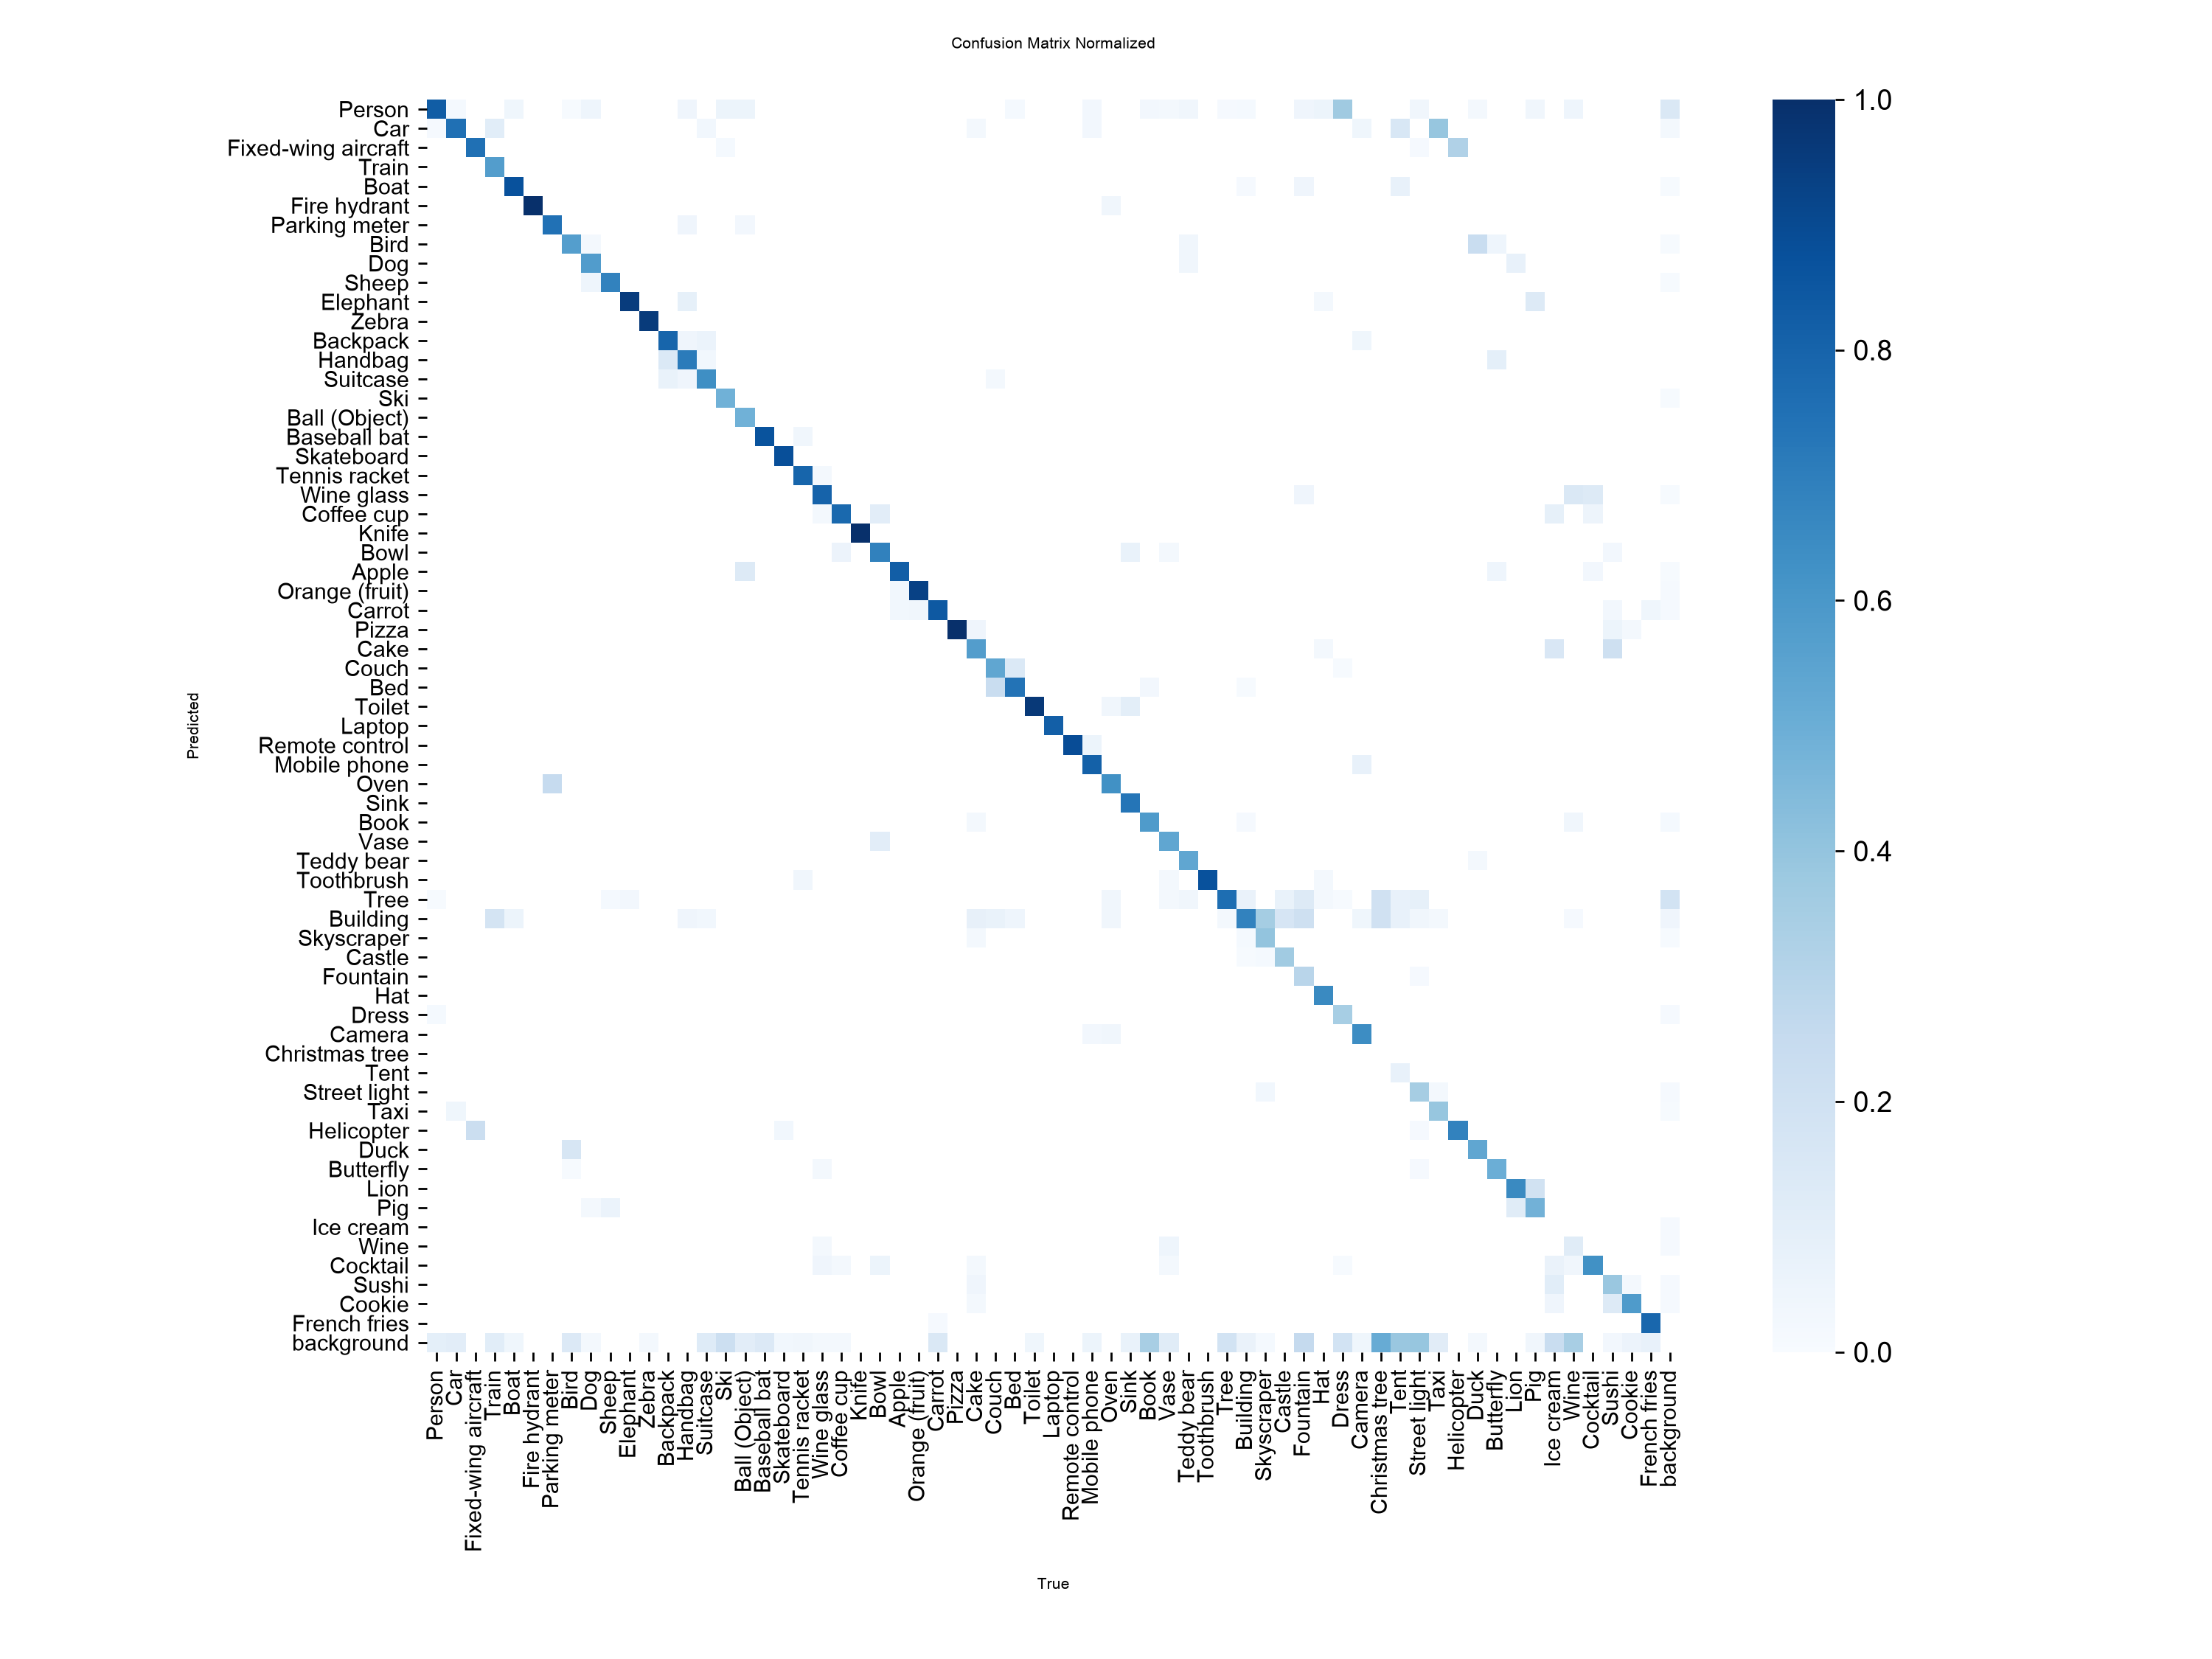 Confusion Matrix Normalized
Person
Car
Fixed-wing aircraft
Train
Boat
Fire hydrant
Parking meter
Bird
Dog
Sheep
Elephant
Zebra
Backpack
Handbag
Suitcase
Ski
Ball (Object)
Baseball bat
Skateboard
Tennis racket
Wine glass
Coffee cup
Knife
Bowl
Apple
Orange (fruit)
Carrot
Pizza
Cake
Couch
Bed
Toilet
Laptop
Remote control
Mobile phone
Oven
Sink
Book
Vase
Teddy bear
Toothbrush
Tree
Building
Skyscraper
Castle
Fountain
Hat
Dress
Camera
Christmas tree
Tent
Street light
Taxi
Helicopter
Duck
Butterfly
Lion
Pig
Ice cream
Wine
Cocktail
Sushi
Cookie
French fries
background
Predicted
Person
Car
Fixed-wing aircraft
Train
Boat
Fire hydrant
Parking meter
Bird
Dog
Sheep
Elephant
Zebra
Backpack
Handbag
Suitcase
Ski
Ball (Object)
Baseball bat
Skateboard
Tennis racket
Wine glass
Coffee cup
Knife
Bowl
Apple
Orange (fruit)
Carrot
Pizza
Cake
Couch
Bed
Toilet
Laptop
Remote control
Mobile phone
Oven
Sink
Book
Vase
Teddy bear
Toothbrush
Tree
Building
Skyscraper
Castle
Fountain
Hat
Dress
Camera
Christmas tree
Tent
Street light
Taxi
Helicopter
Duck
Butterfly
Lion
Pig
Ice cream
Wine
Cocktail
Sushi
Cookie
French fries
background
True
1.0
0.8
0.6
0.4
0.2
0.0